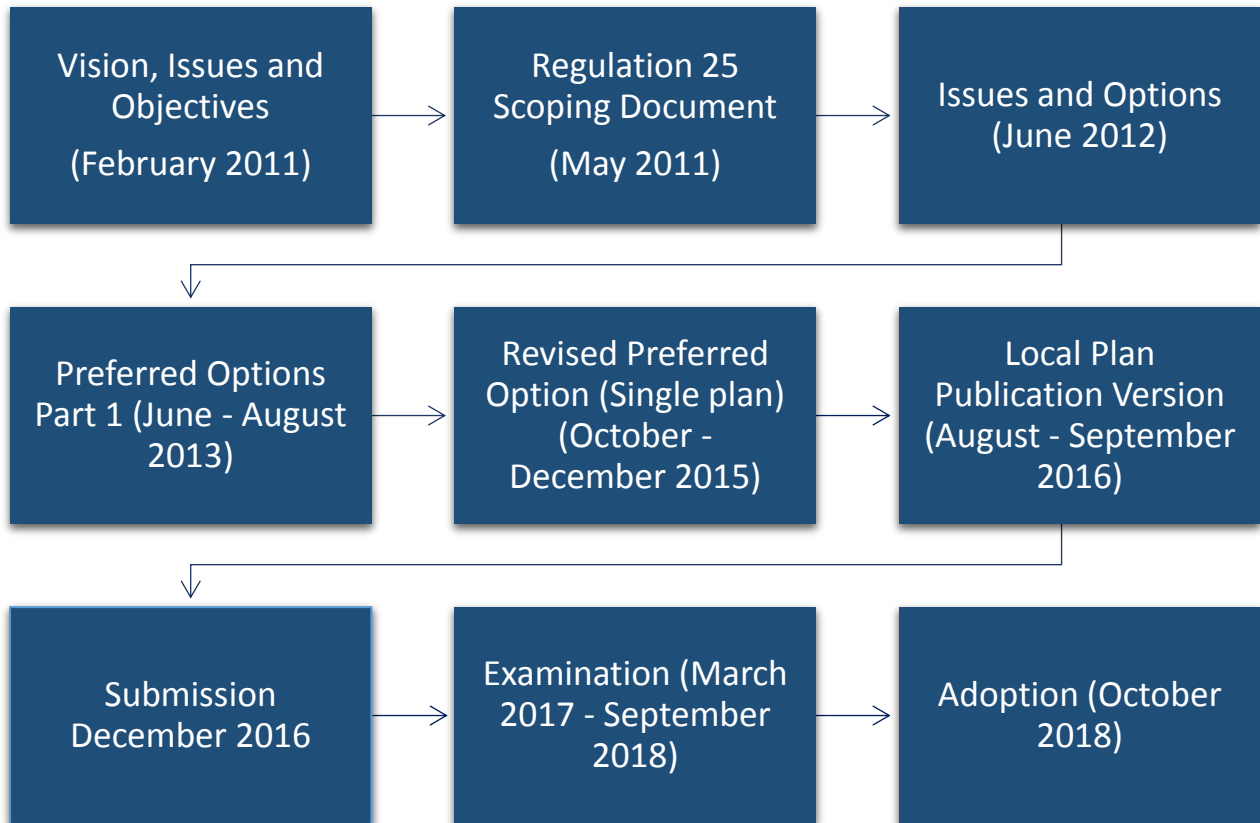 Vision, Issues and
Objectives
(February 2011)
Regulation 25
Scoping Document
(May 2011)
Issues and Options
(June 2012)
Preferred Options
Part 1 (June - August
2013)
Revised Preferred
Option (Single plan)
(October -
December 2015)
Local Plan
Publication Version
(August - September
2016)
Submission
December 2016
Examination (March
2017 - September
2018)
Adoption (October
2018)